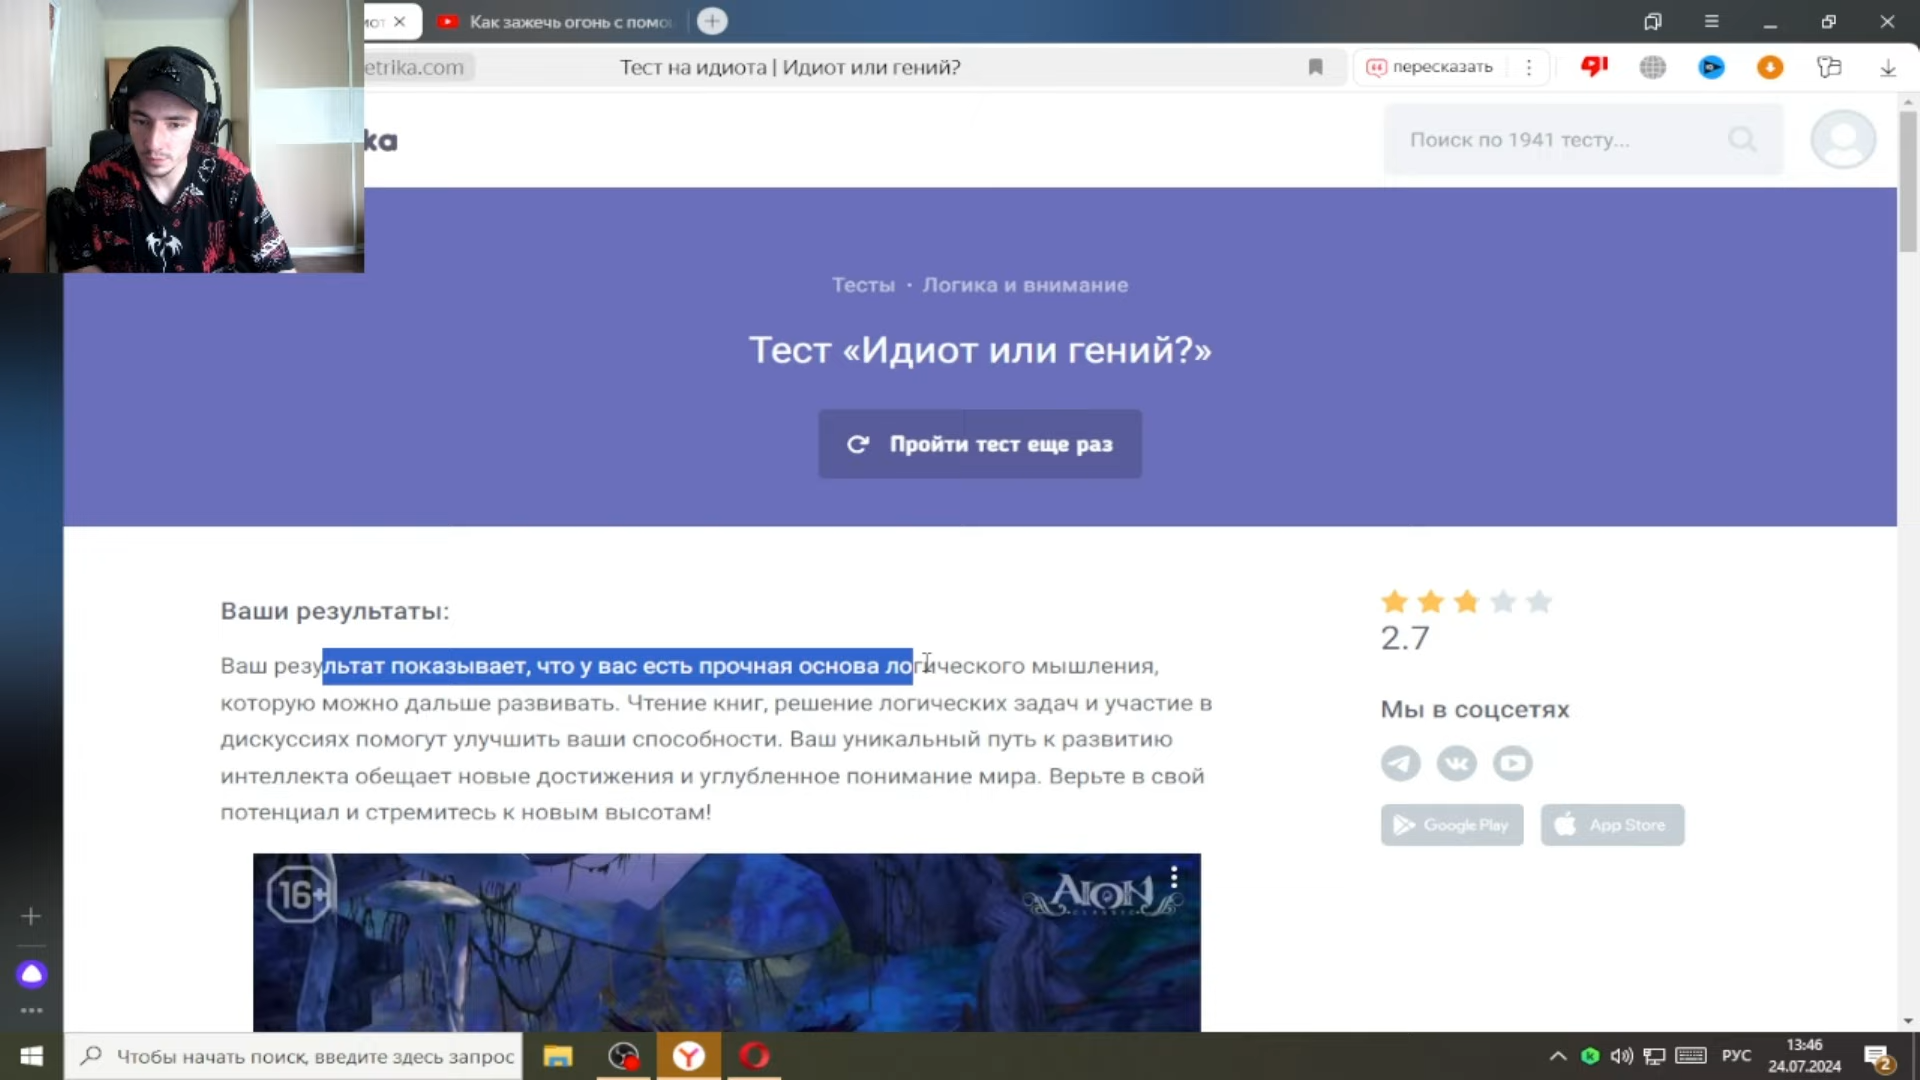 мот
Как зажечь огонь с помо
etrika.com
Тест на идиота | Идиот или гений?
пересказать
ka
Поиск по 1941 тесту...
Тесты · Логика и внимание
Тест «Идиот или гений?»
Пройти тест еще раз
Ваши результаты:
Ваш результат показывает, что у вас есть прочная основа логического мышления,
которую можно дальше развивать. Чтение книг, решение логических задач и участие в
дискуссиях помогут улучшить ваши способности. Ваш уникальный путь к развитию
интеллекта обещает новые достижения и углубленное понимание мира. Верьте в свой
потенциал и стремитесь к новым высотам!
2.7
Мы в соцсетях
Google Play
App Store
16+
AION
CLASSIC
Чтобы начать поиск, введите здесь запрос
РУС
13:46
24.07.2024
2